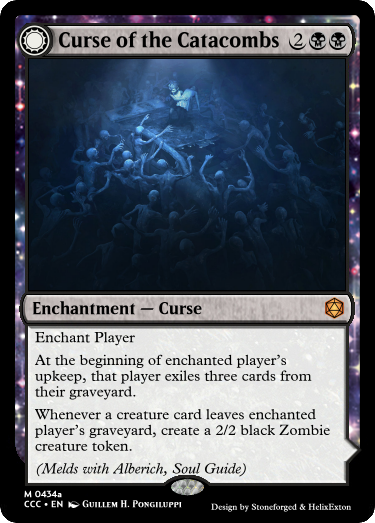 Curse of the Catacombs 2
Enchantment — Curse
Enchant Player
At the beginning of enchanted player's
upkeep, that player exiles three cards from
their graveyard.
Whenever a creature card leaves enchanted
player's graveyard, create a 2/2 black Zombie
creature token.
(Melds with Alberich, Soul Guide)
M 0434a
CCC • EN Guillem H. Pongiluppi
Design by Stoneforged & HelixExton